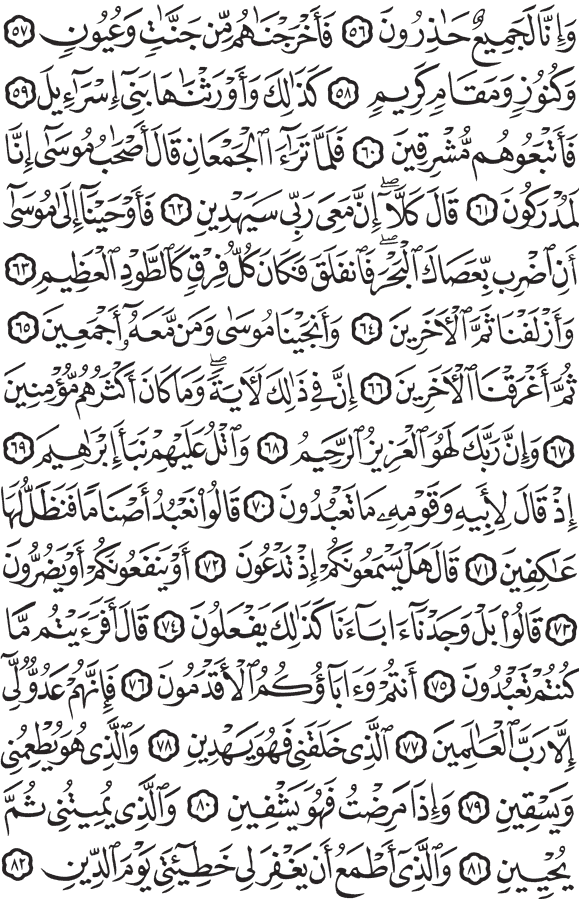 وَإِنَّا لَجَمِيعٌ حَٰذِرُونَ ٥٦ فَأَخْرَجْنَٰهُم مِّن جَنَّٰتٖ وَعُيُونٖ ٥٧
وَكُنُوزٖ وَمَقَامٖ كَرِيمٖ ٥٨ كَذَٰلِكَۖ وَأَوْرَثْنَٰهَا بَنِيٓ إِسْرَٰٓءِيلَ ٥٩
فَأَتْبَعُوهُم مُّشْرِقِينَ ٦٠ فَلَمَّا تَرَٰٓءَا ٱلْجَمْعَانِ قَالَ أَصْحَٰبُ مُوسَىٰٓ إِنَّا
لَمُدْرَكُونَ ٦١ قَالَ كَلَّآۖ إِنَّ مَعِيَ رَبِّي سَيَهْدِينِ ٦٢ فَأَوْحَيْنَآ إِلَىٰ مُوسَىٰٓ
أَنِ ٱضْرِب بِّعَصَاكَ ٱلْبَحْرَۖ فَٱنفَلَقَ فَكَانَ كُلُّ فِرْقٖ كَٱلطَّوْدِ ٱلْعَظِيمِ ٦٣
وَأَزْلَفْنَا ثَمَّ ٱلْأٓخَرِينَ ٦٤ وَأَنجَيْنَا مُوسَىٰ وَمَن مَّعَهُۥٓ أَجْمَعِينَ ٦٥
ثُمَّ أَغْرَقْنَا ٱلْأٓخَرِينَ ٦٦ إِنَّ فِي ذَٰلِكَ لَأٓيَةٗۖ وَمَا كَانَ أَكْثَرُهُم مُّؤْمِنِينَ
٦٧ وَإِنَّ رَبَّكَ لَهُوَ ٱلْعَزِيزُ ٱلرَّحِيمُ ٦٨ وَٱتْلُ عَلَيْهِمْ نَبَأَ إِبْرَٰهِيمَ ٦٩
إِذْ قَالَ لِأَبِيهِ وَقَوْمِهِۦ مَا تَعْبُدُونَ ٧٠ قَالُوا۟ نَعْبُدُ أَصْنَامٗا فَنَظَلُّ لَهَا
عَٰكِفِينَ ٧١ قَالَ هَلْ يَسْمَعُونَكُمْ إِذْ تَدْعُونَ ٧٢ أَوْ يَنفَعُونَكُمْ أَوْ يَضُرُّونَ
٧٣ قَالُوا۟ بَلْ وَجَدْنَآ ءَابَآءَنَا كَذَٰلِكَ يَفْعَلُونَ ٧٤ قَالَ أَفَرَءَيْتُم مَّا
كُنتُمْ تَعْبُدُونَ ٧٥ أَنتُمْ وَءَابَآؤُكُمُ ٱلْأَقْدَمُونَ ٧٦ فَإِنَّهُمْ عَدُوّٞ لِّيٓ
إِلَّا رَبَّ ٱلْعَٰلَمِينَ ٧٧ ٱلَّذِي خَلَقَنِي فَهُوَ يَهْدِينِ ٧٨ وَٱلَّذِي هُوَ يُطْعِمُنِي
وَيَسْقِينِ ٧٩ وَإِذَا مَرِضْتُ فَهُوَ يَشْفِينِ ٨٠ وَٱلَّذِي يُمِيتُنِي ثُمَّ
يُحْيِينِ ٨١ وَٱلَّذِيٓ أَطْمَعُ أَن يَغْفِرَ لِي خَطِيٓـَٔتِي يَوْمَ ٱلدِّينِ ٨٢